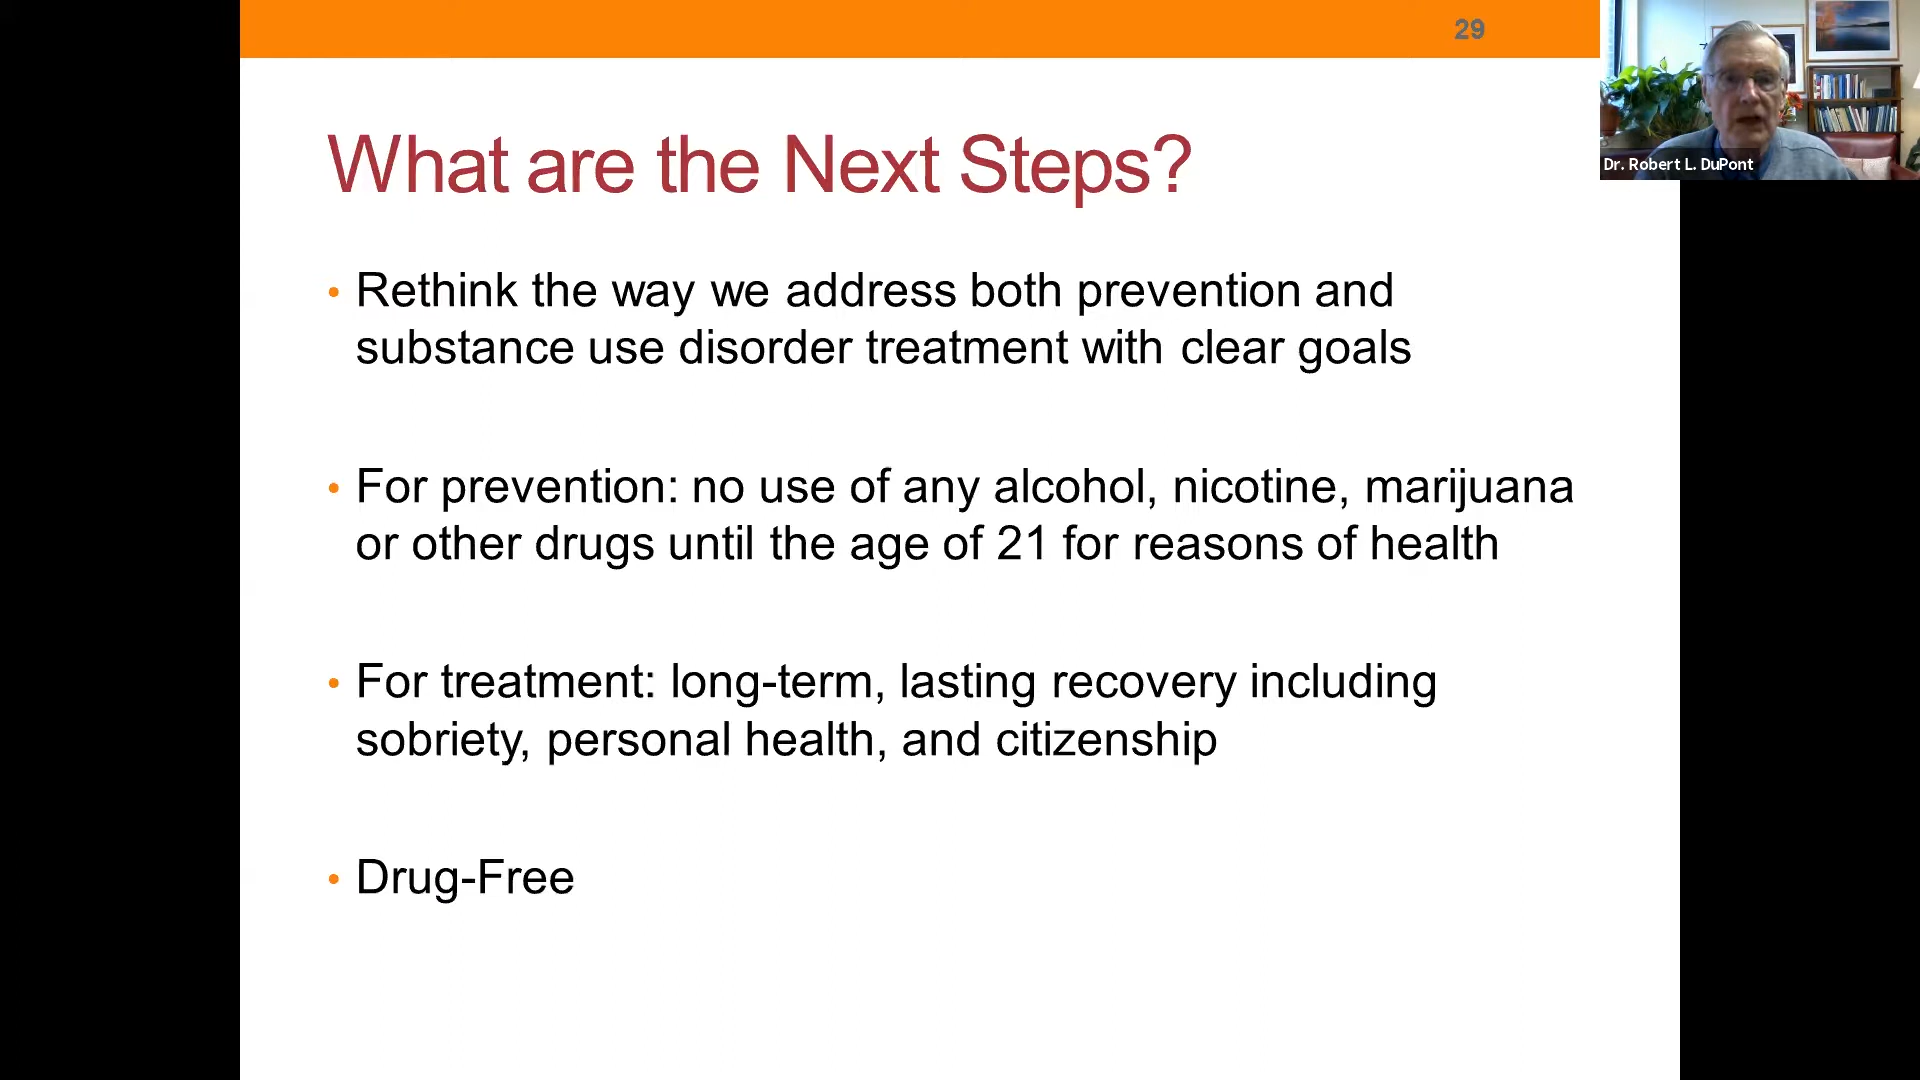 29
What are the Next Steps?
• Rethink the way we address both prevention and
substance use disorder treatment with clear goals
• For prevention: no use of any alcohol, nicotine, marijuana
or other drugs until the age of 21 for reasons of health
• For treatment: long-term, lasting recovery including
sobriety, personal health, and citizenship
• Drug-Free
Dr. Robert L. DuPont